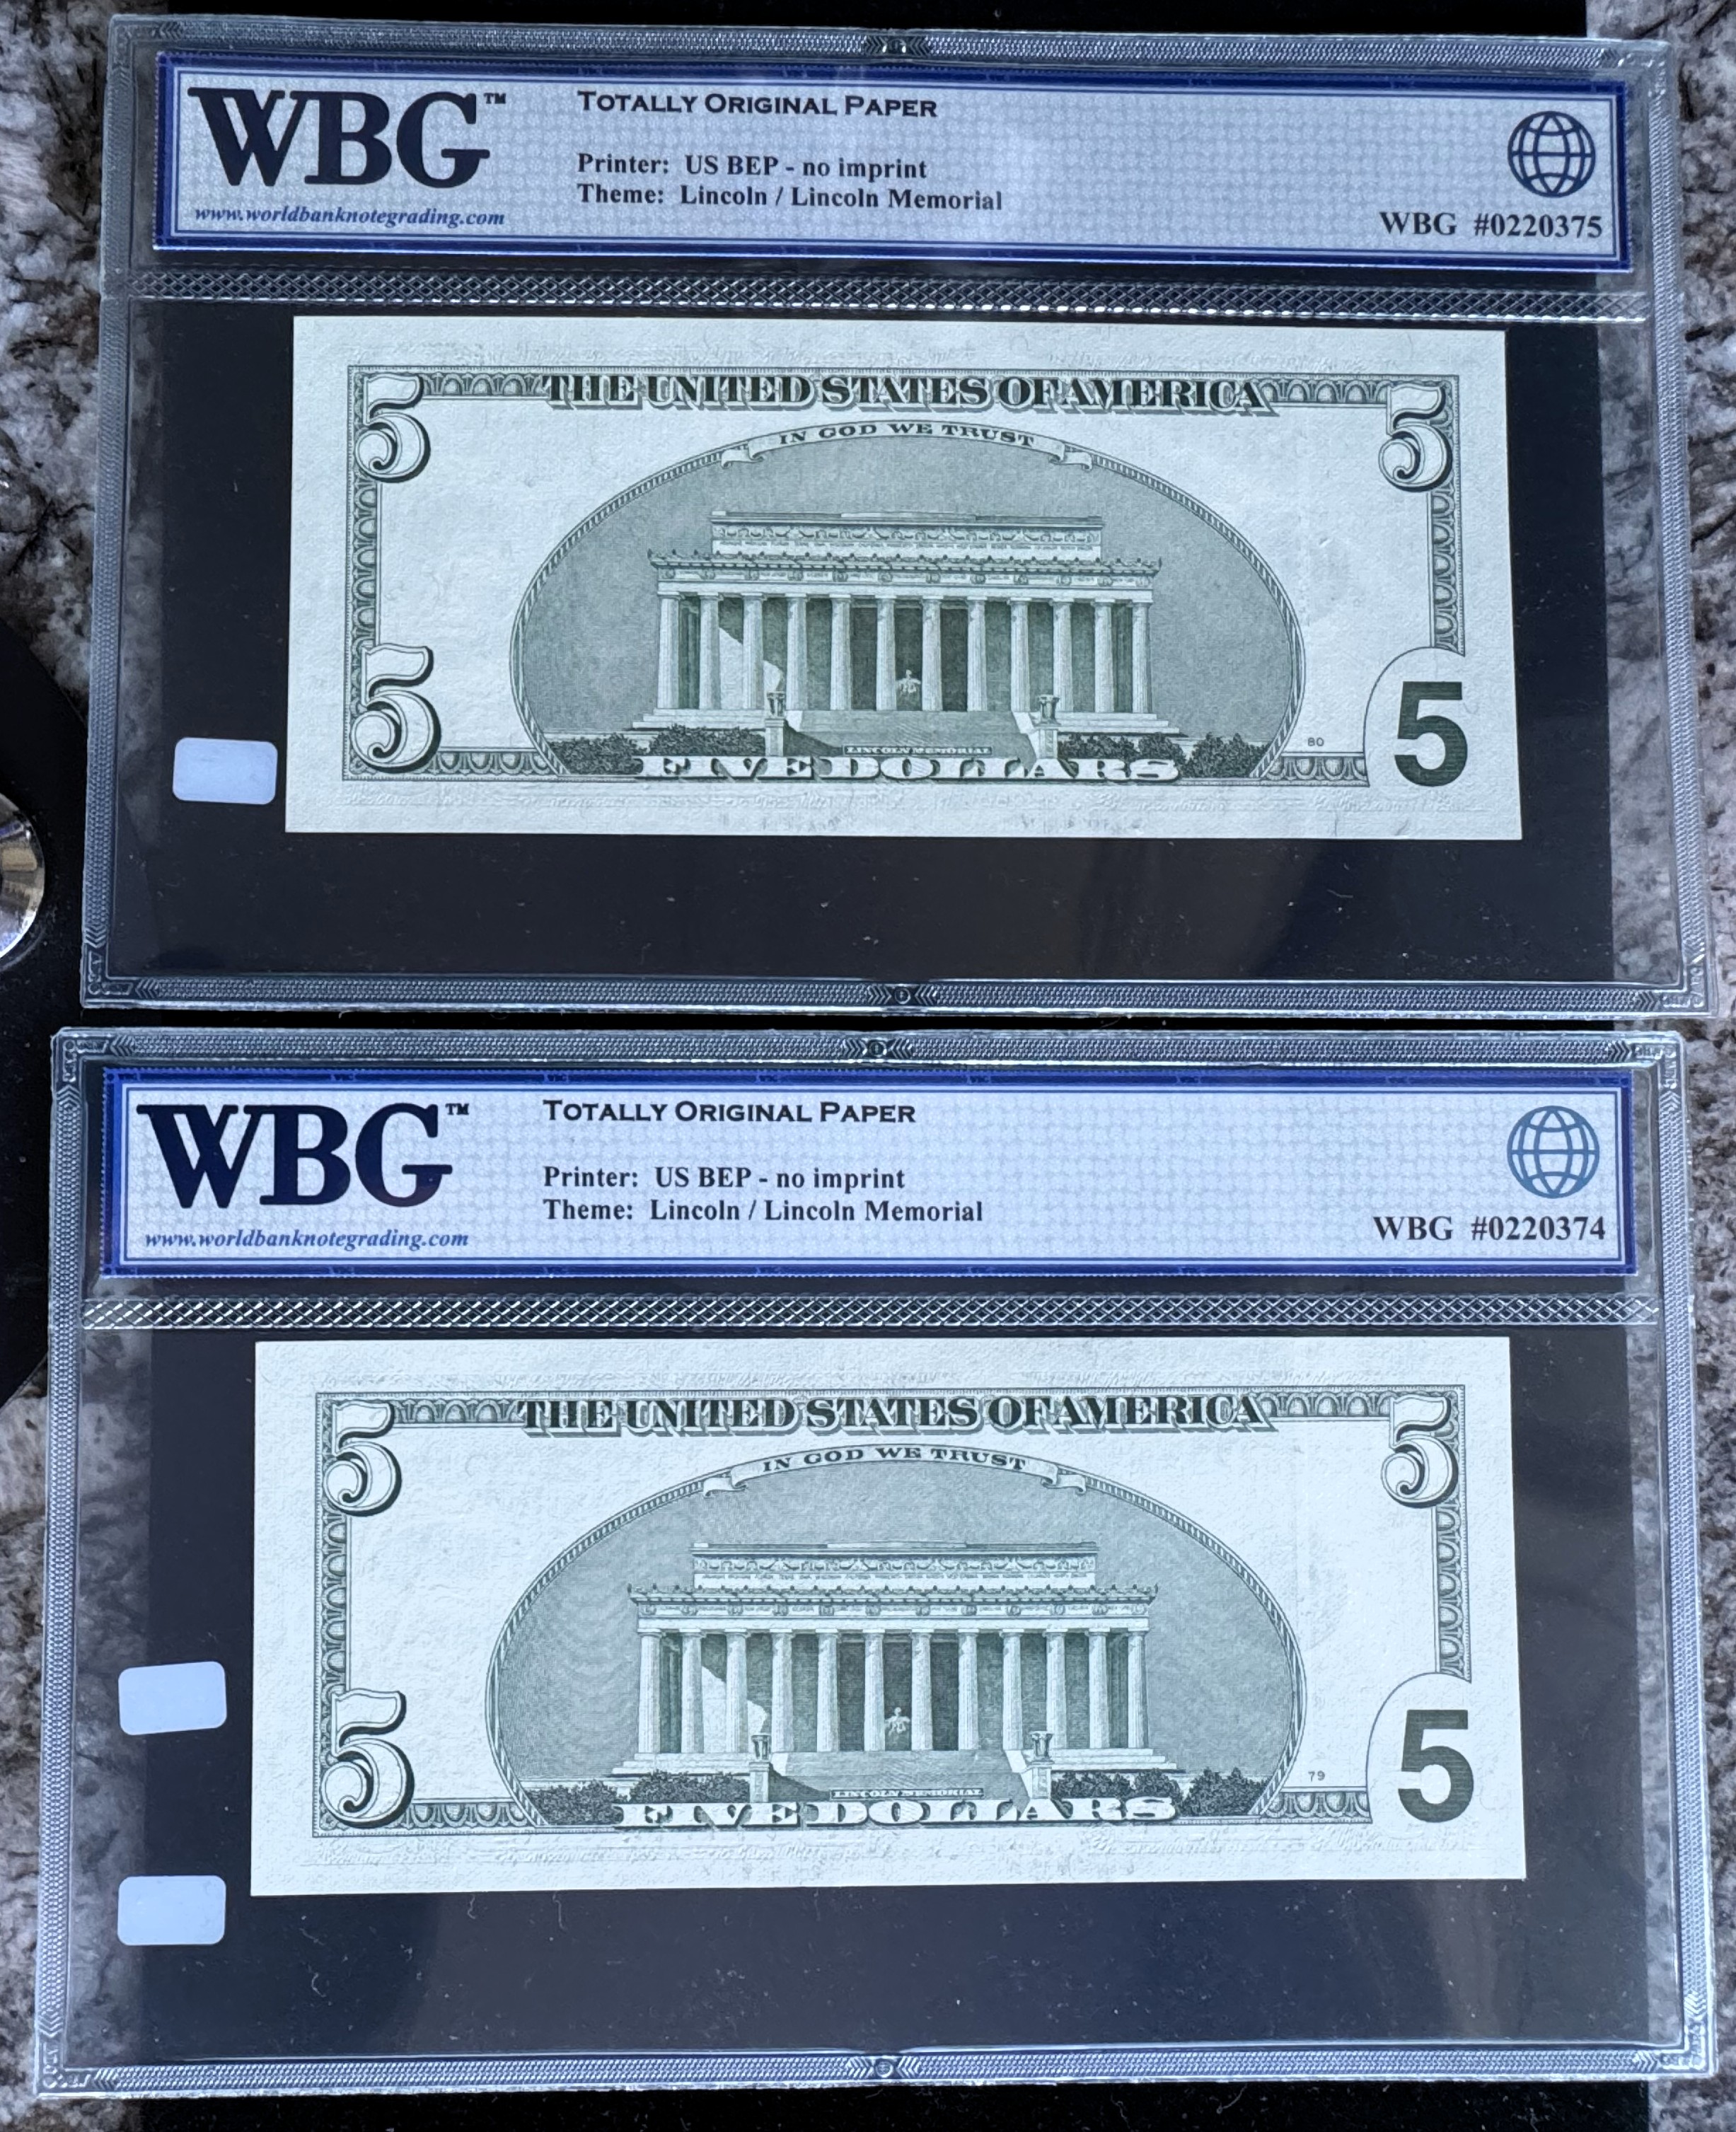 WBG™
TOTALLY ORIGINAL PAPER
Printer: US BEP - no imprint
Theme: Lincoln / Lincoln Memorial
www.worldbanknotegrading.com
WBG #0220375
5 THE UNITED STATES OF AMERICA 5
IN GOD WE TRUST
5
LINCOLN MEMORIAL
80
FIVE DOLLARS
5
WBG™
TOTALLY ORIGINAL PAPER
Printer: US BEP - no imprint
Theme: Lincoln / Lincoln Memorial
www.worldbanknotegrading.com
WBG #0220374
5 THE UNITED STATES OF AMERICA 5
IN GOD WE TRUST
5
LINCOLN MEMORIAL
79
FIVE DOLLARS
5